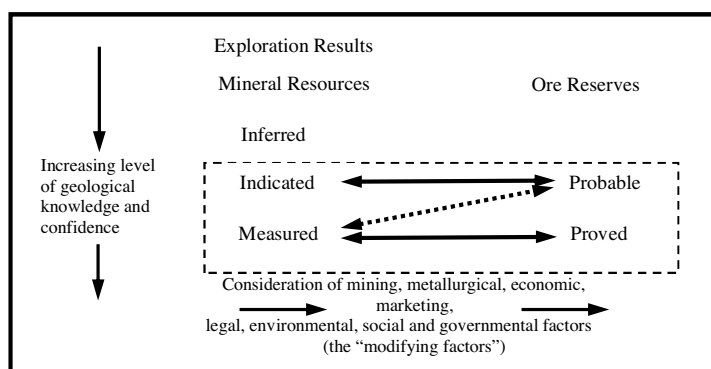 Exploration Results
Mineral Resources
Ore Reserves
Inferred
Increasing level
of geological
knowledge and
confidence
Indicated
Probable
Measured
Proved
Consideration of mining, metallurgical, economic,
marketing,
legal, environmental, social and governmental factors
(the “modifying factors”)